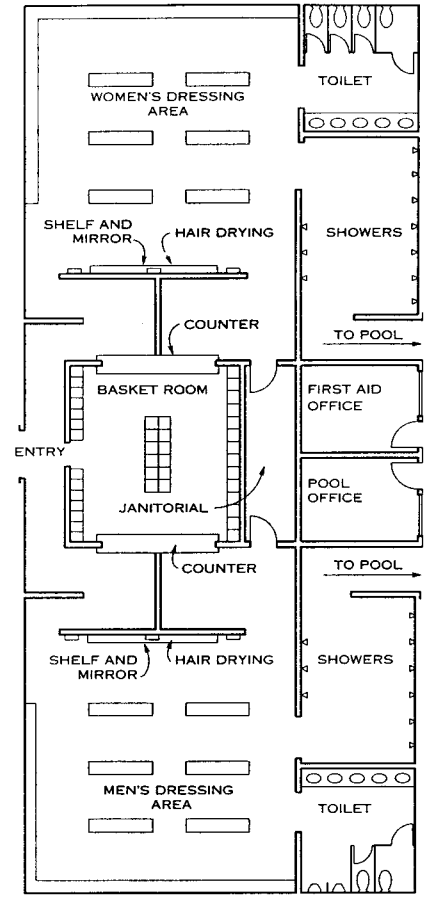 TOILET
WOMEN'S DRESSING
AREA
SHELF AND
MIRROR
HAIR DRYING
SHOWERS
COUNTER
TO POOL
BASKET ROOM
FIRST AID
OFFICE
ENTRY
JANITORIAL
POOL
OFFICE
COUNTER
TO POOL
SHELF AND
MIRROR
HAIR DRYING
SHOWERS
MEN'S DRESSING
AREA
TOILET